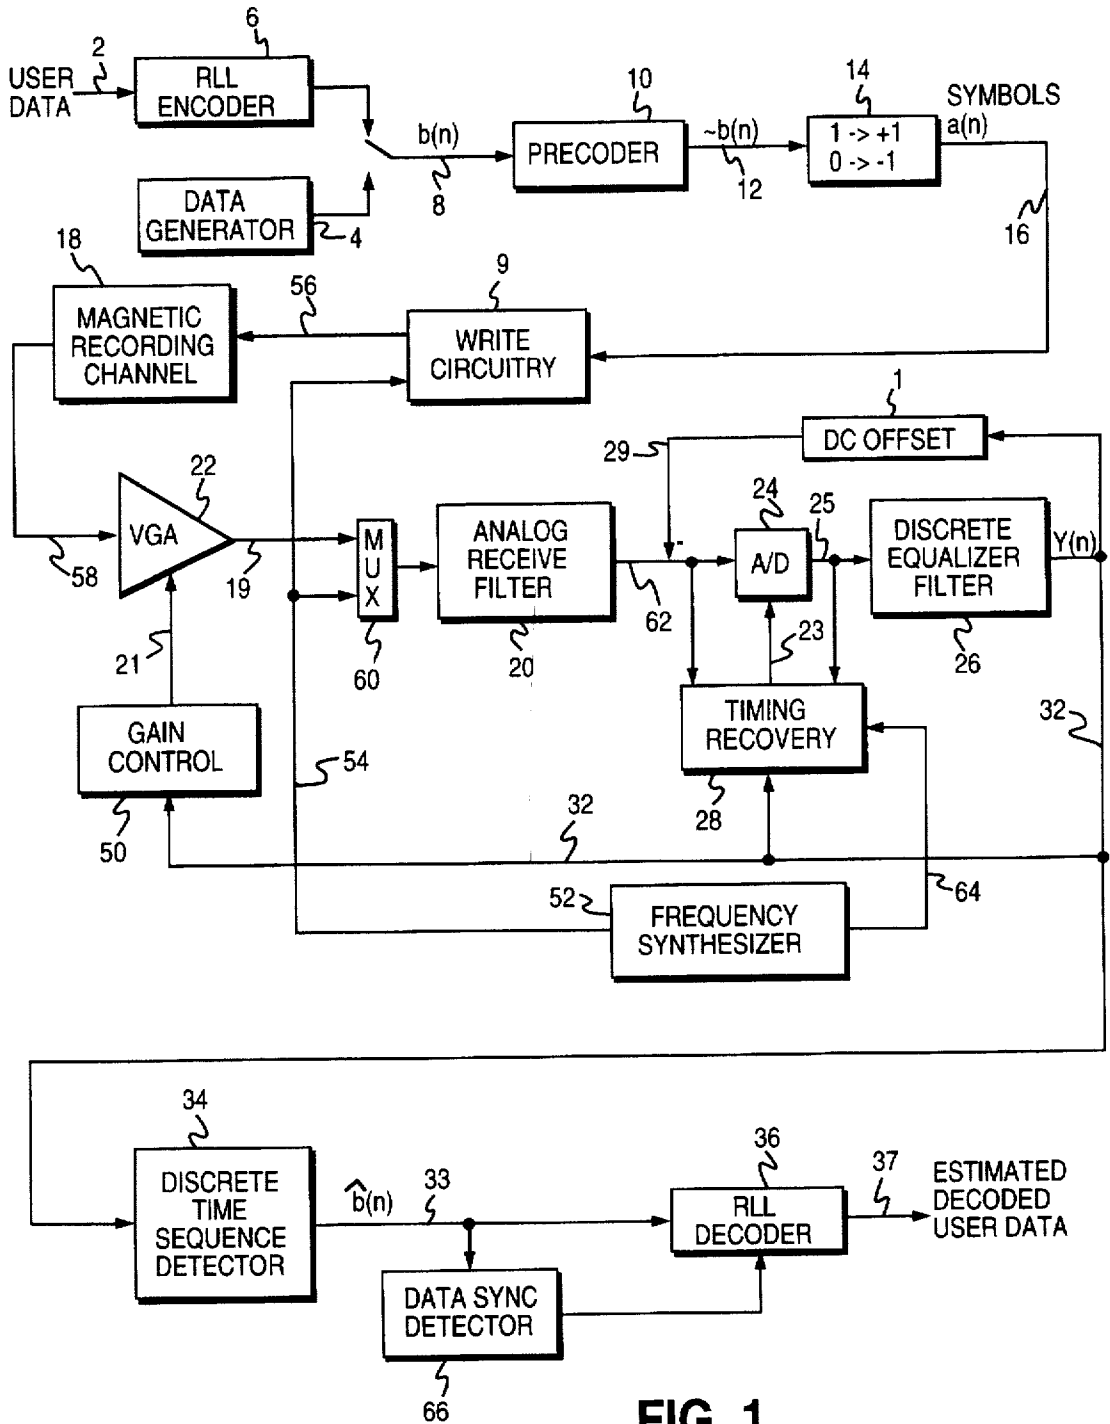 6
2
USER
DATA
RLL
ENCODER
10
14
SYMBOLS
b(n)
PRECODER
~b(n)
1 -> +1
0 -> -1
a(n)
8
12
DATA
GENERATOR
4
16
18
56
9
MAGNETIC
RECORDING
CHANNEL
WRITE
CIRCUITRY
1
29
DC OFFSET
22
24
25
VGA
M
U
X
ANALOG
RECEIVE
FILTER
-
A/D
DISCRETE
EQUALIZER
FILTER
Y(n)
58
19
62
23
21
60
20
26
GAIN
CONTROL
TIMING
RECOVERY
32
54
50
32
28
52
64
FREQUENCY
SYNTHESIZER
34
36
DISCRETE
TIME
SEQUENCE
DETECTOR
b̂(n)
33
RLL
DECODER
37
ESTIMATED
DECODED
USER DATA
DATA SYNC
DETECTOR
66
FIG. 1